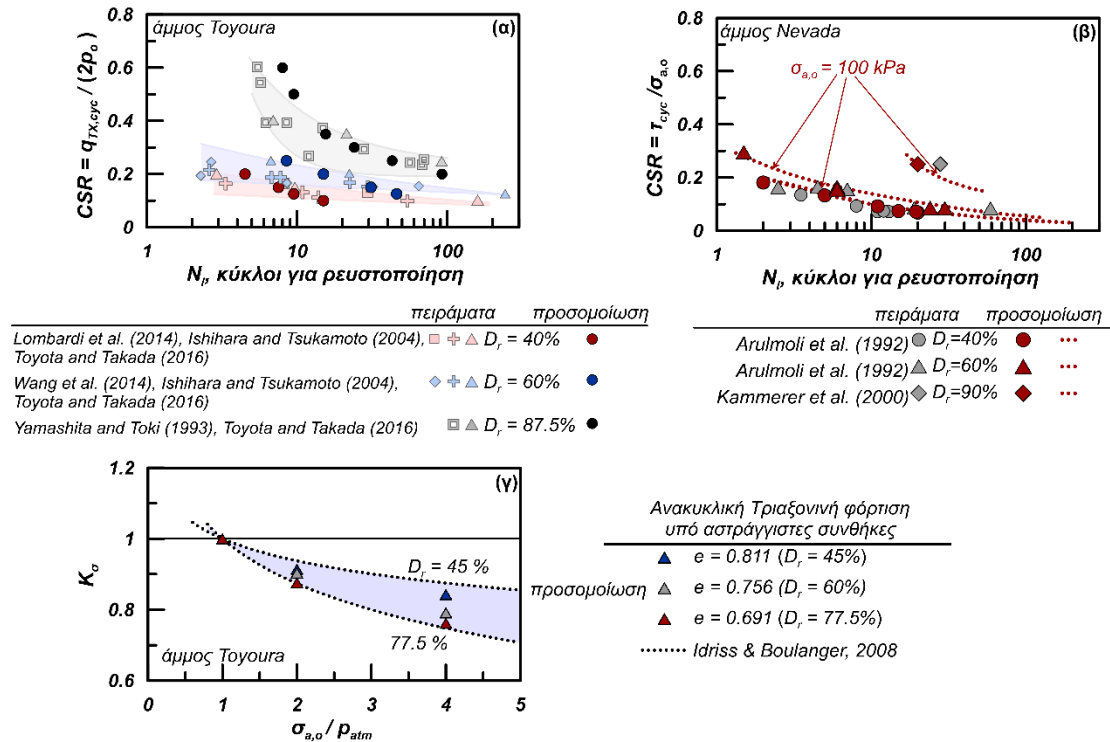 άμμος Toyoura
(α)
CSR = q_TX,cyc / (2p_o)
0.8
0.6
0.4
0.2
0
1 10 100
N_l, κύκλοι για ρευστοποίηση
άμμος Nevada
(β)
σ_a,o = 100 kPa
CSR = τ_cyc/σ_a,o
0.8
0.6
0.4
0.2
0
1 10 100
N_l, κύκλοι για ρευστοποίηση
πειράματα προσομοίωση
Lombardi et al. (2014), Ishihara and Tsukamoto (2004), D_r = 40%
Toyota and Takada (2016)
Wang et al. (2014), Ishihara and Tsukamoto (2004), D_r = 60%
Toyota and Takada (2016)
Yamashita and Toki (1993), Toyota and Takada (2016) D_r = 87.5%
πειράματα προσομοίωση
Arulmoli et al. (1992) D_r=40%
Arulmoli et al. (1992) D_r=60%
Kammerer et al. (2000) D_r=90%
(γ)
K_σ
1.2
1
0.8
0.6
D_r = 45 %
77.5 %
άμμος Toyoura
0 1 2 3 4 5
σ_a,o / p_atm
Ανακυκλική Τριαξονινή φόρτιση
υπό αστράγγιστες συνθήκες
e = 0.811 (D_r = 45%)
προσομοίωση e = 0.756 (D_r = 60%)
e = 0.691 (D_r = 77.5%)
Idriss & Boulanger, 2008